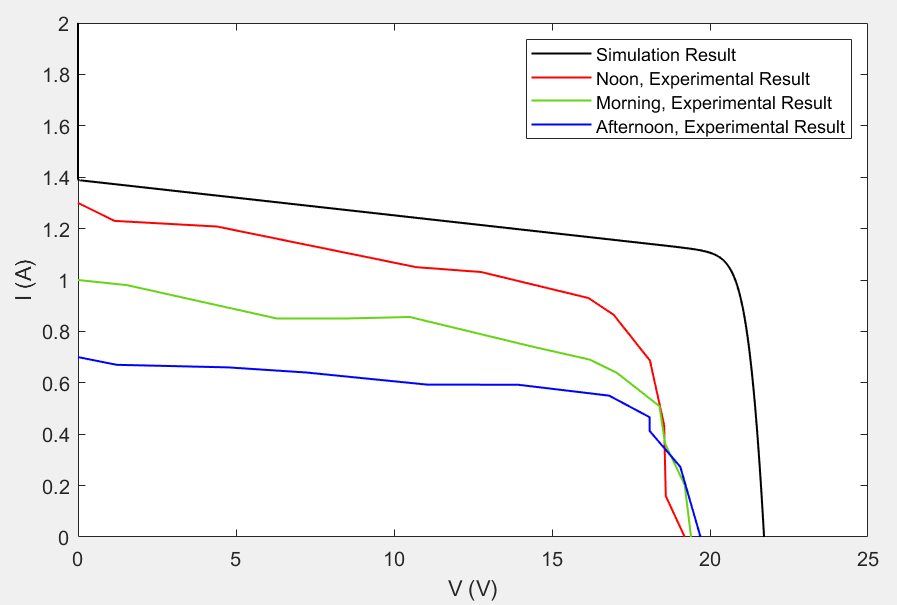 2
1.8
1.6
1.4
1.2
1
0.8
0.6
0.4
0.2
0
I (A)
Simulation Result
Noon, Experimental Result
Morning, Experimental Result
Afternoon, Experimental Result
0 5 10 15 20 25
V (V)